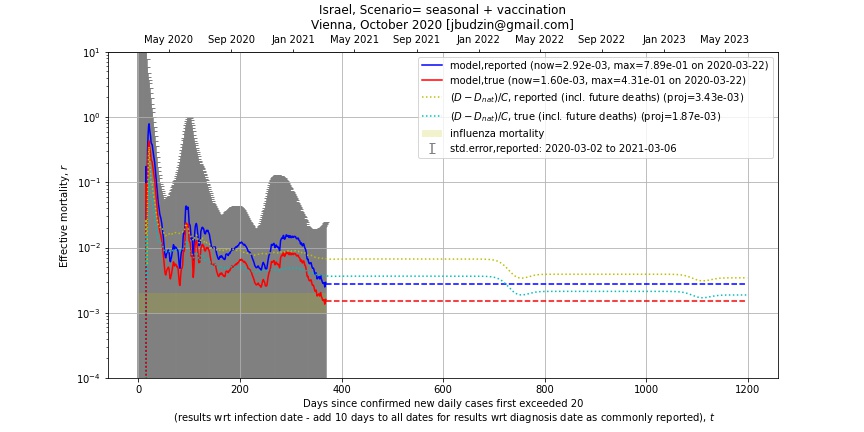 Israel, Scenario= seasonal + vaccination
Vienna, October 2020 [jbudzin@gmail.com]
May 2020 Sep 2020 Jan 2021 May 2021 Sep 2021 Jan 2022 May 2022 Sep 2022 Jan 2023 May 2023
model,reported (now=2.92e-03, max=7.89e-01 on 2020-03-22)
model,true (now=1.60e-03, max=4.31e-01 on 2020-03-22)
(D − Dnat)/C, reported (incl. future deaths) (proj=3.43e-03)
(D − Dnat)/C, true (incl. future deaths) (proj=1.87e-03)
influenza mortality
std.error,reported: 2020-03-02 to 2021-03-06
Effective mortality, r
10¹
10⁰
10⁻¹
10⁻²
10⁻³
10⁻⁴
0 200 400 600 800 1000 1200
Days since confirmed new daily cases first exceeded 20
(results wrt infection date - add 10 days to all dates for results wrt diagnosis date as commonly reported), t